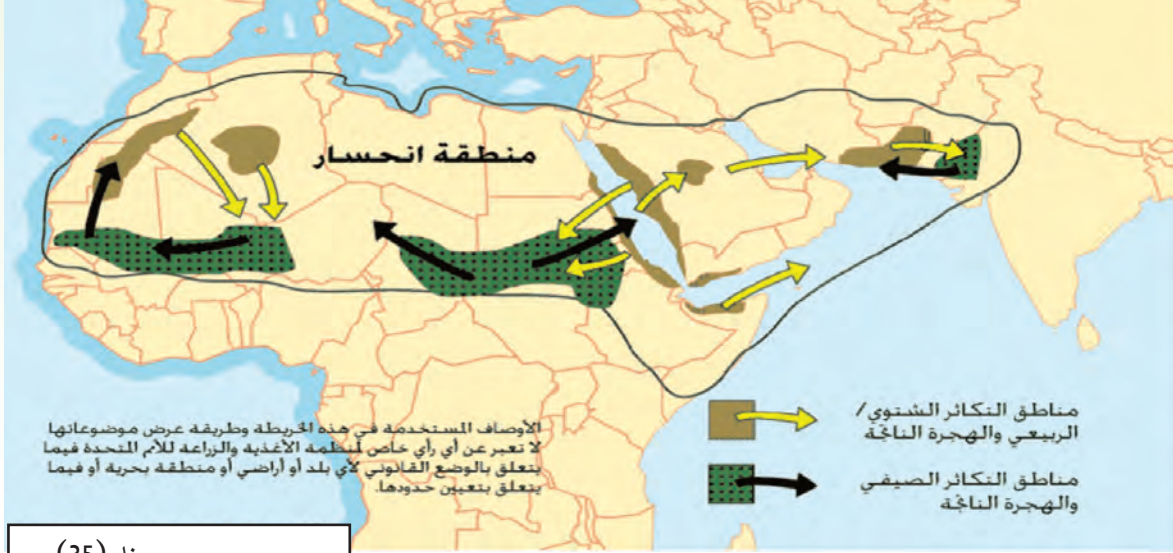 منطقة انحسار
مناطق التكاثر الشتوي/
الربيعي والهجرة الناتجة
مناطق التكاثر الصيفي
والهجرة الناتجة
الأوصاف المستخدمة في هذه الخريطة وطريقة عرض موضوعاتها
لا تعبر عن أي رأي خاص لمنظمة الأغذية والزراعة للأمم المتحدة فيما
يتعلق بالوضع القانوني لأي بلد أو أراضي أو منطقة بحرية أو فيما
يتعلق بتعيين حدودها.
(25)